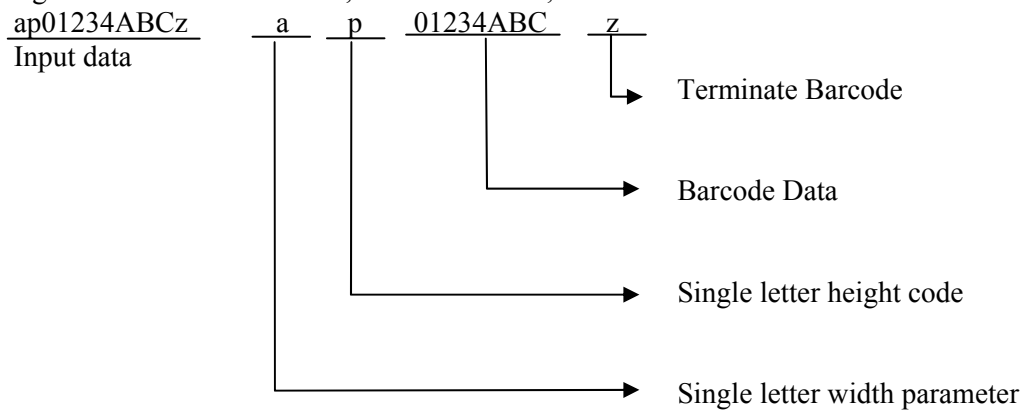 ap01234ABCz a p 01234ABC z
Input data
Terminate Barcode
Barcode Data
Single letter height code
Single letter width parameter